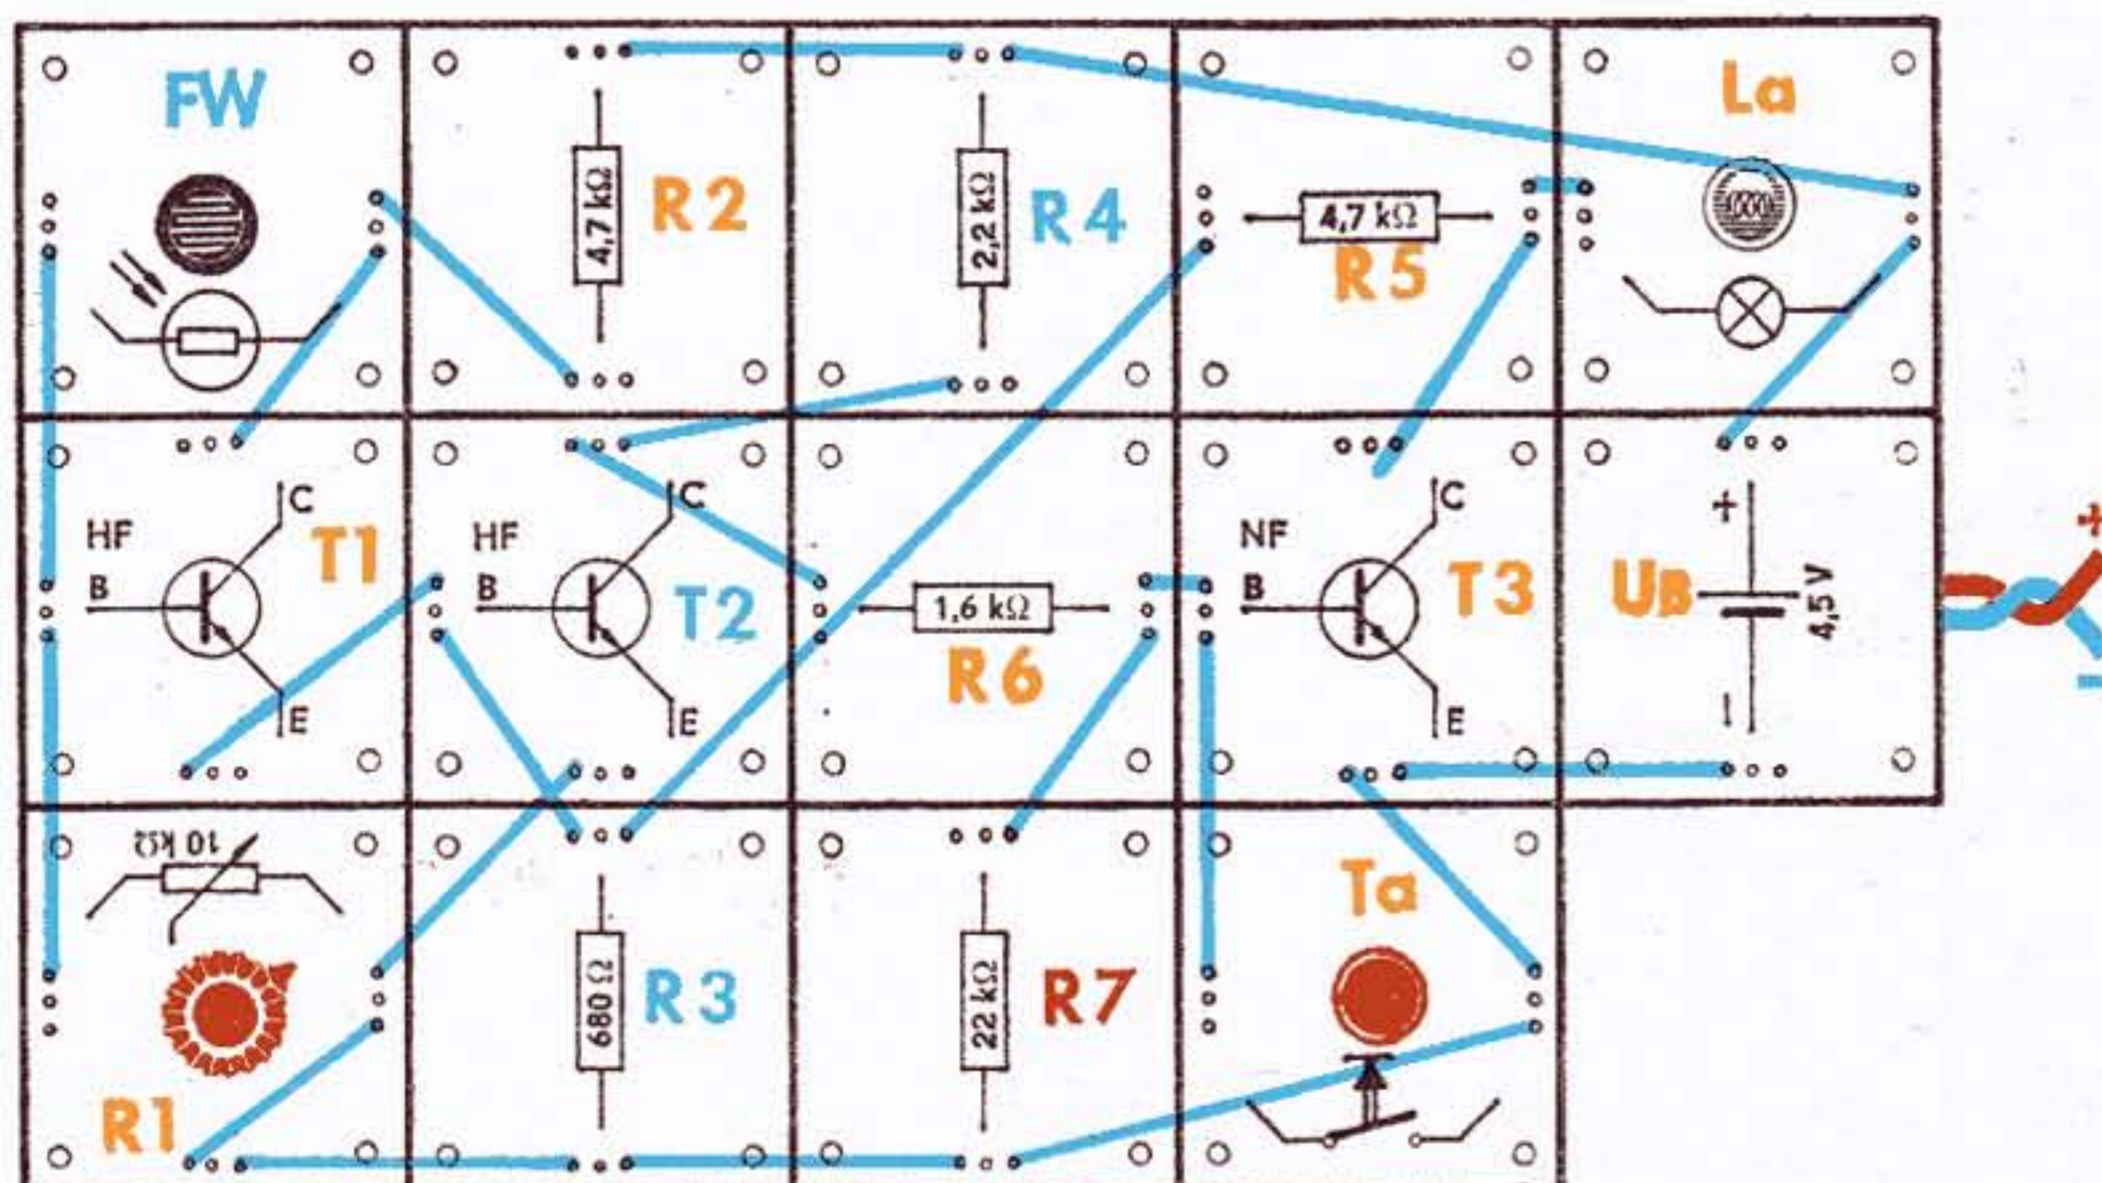 FW
4,7 kΩ
R2
2,2 kΩ
R4
4,7 kΩ
R5
La
HF
B
C
E
T1
HF
B
C
E
T2
1,6 kΩ
R6
NF
B
C
E
T3
UB
+
−
4,5V
+
−
10 kΩ
R1
680 Ω
R3
22 kΩ
R7
Ta